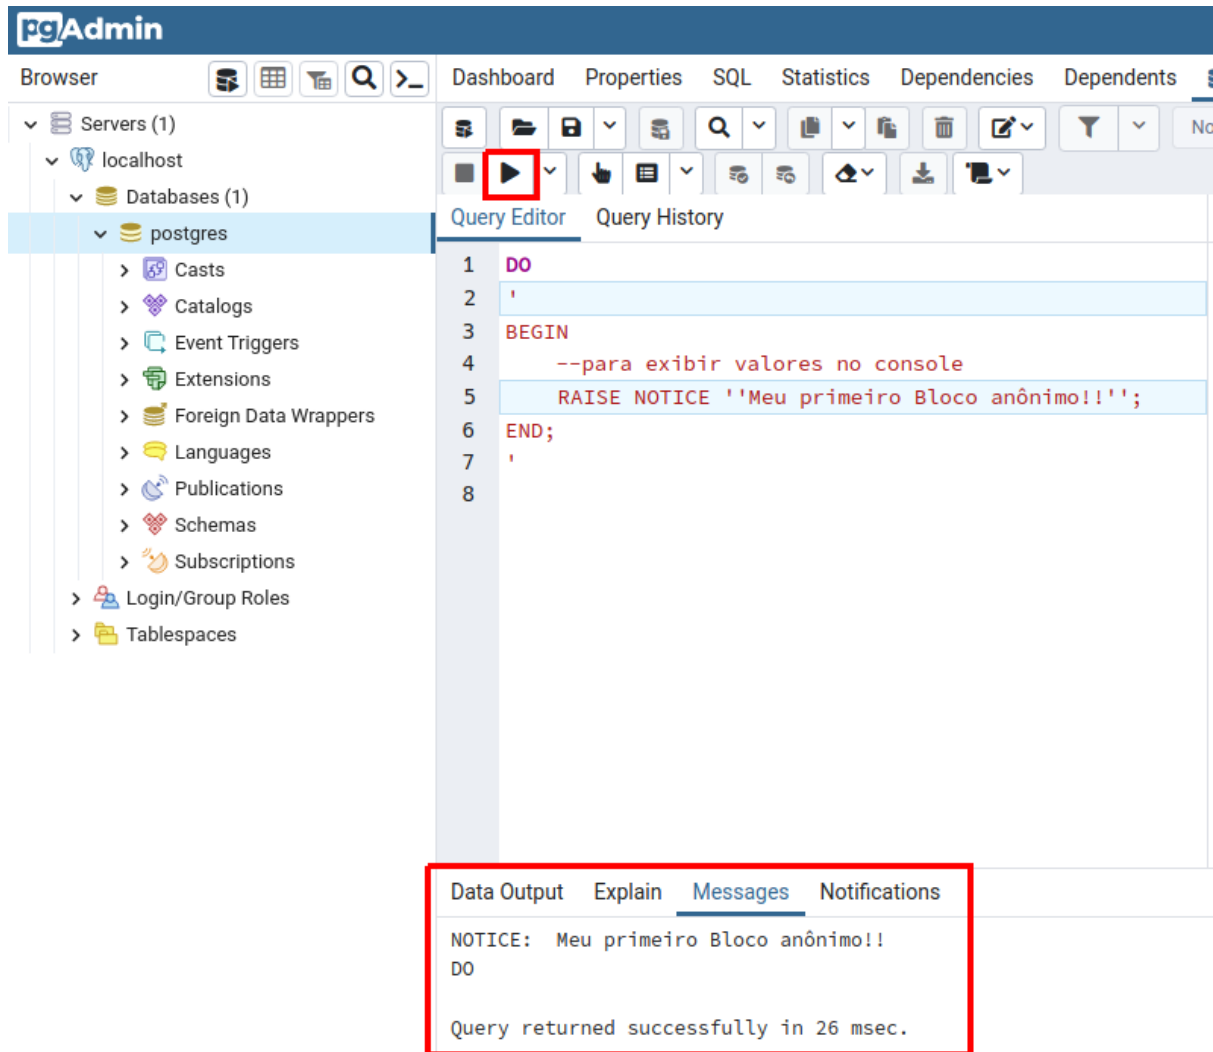 pgAdmin
Browser
Dashboard Properties SQL Statistics Dependencies Dependents
Servers (1)
localhost
Databases (1)
postgres
Casts
Catalogs
Event Triggers
Extensions
Foreign Data Wrappers
Languages
Publications
Schemas
Subscriptions
Login/Group Roles
Tablespaces
No
Query Editor Query History
1 DO
2 '
3 BEGIN
4 --para exibir valores no console
5 RAISE NOTICE ''Meu primeiro Bloco anônimo!!'';
6 END;
7 '
8
Data Output Explain Messages Notifications
NOTICE: Meu primeiro Bloco anônimo!!
DO
Query returned successfully in 26 msec.